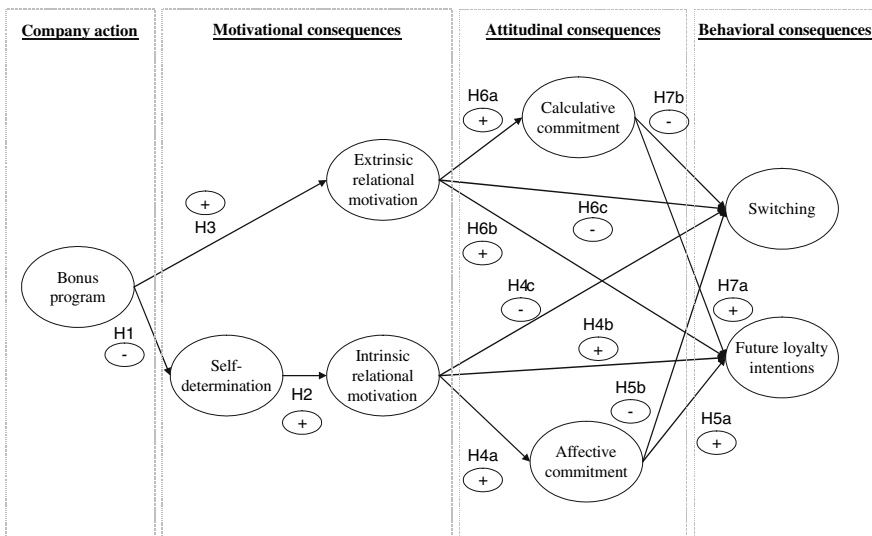 Company action
Motivational consequences
Attitudinal consequences
Behavioral consequences
H6a
+
Calculative
commitment
H7b
-
Extrinsic
relational
motivation
+
H3
H6c
-
Switching
H6b
+
Bonus
program
H4c
-
H7a
+
H1
-
H4b
+
Self-
determination
H2
+
Intrinsic
relational
motivation
Future loyalty
intentions
H5b
-
H5a
+
H4a
+
Affective
commitment